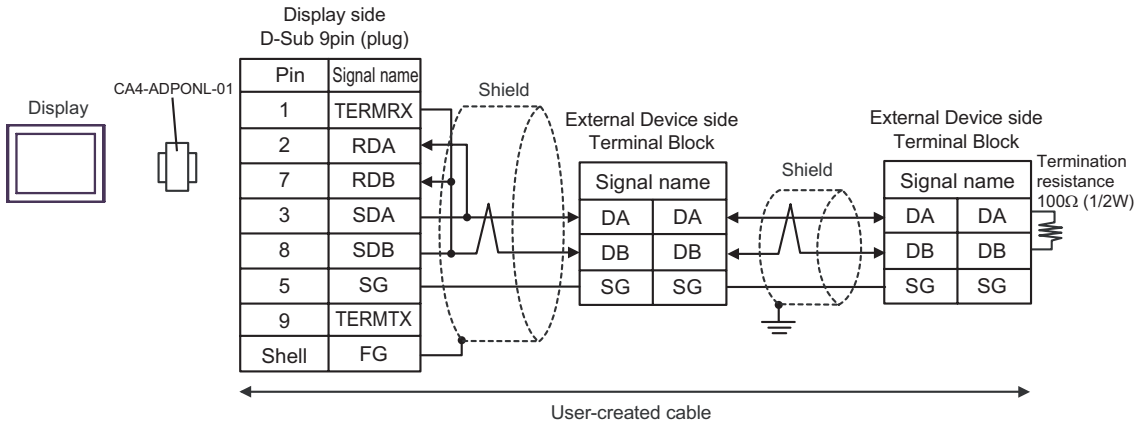 Display side
D-Sub 9pin (plug)
Pin Signal name
1 TERMRX
2 RDA
7 RDB
3 SDA
8 SDB
5 SG
9 TERMTX
Shell FG
Display
CA4-ADPONL-01
Shield
External Device side
Terminal Block
Signal name
DA DA
DB DB
SG SG
Shield
External Device side
Terminal Block
Signal name
DA DA
DB DB
SG SG
Termination
resistance
100Ω (1/2W)
User-created cable